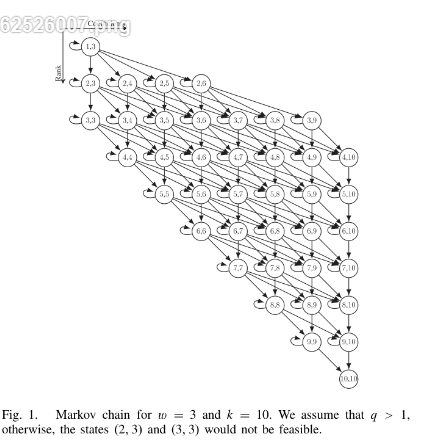 62526007.png
Rank
1,3
2,3 2,4 2,5 2,6
3,3 3,4 3,5 3,6 3,7 3,8 3,9
4,4 4,5 4,6 4,7 4,8 4,9 4,10
5,5 5,6 5,7 5,8 5,9 5,10
6,6 6,7 6,8 6,9 6,10
7,7 7,8 7,9 7,10
8,8 8,9 8,10
9,9 9,10
10,10
Fig. 1. Markov chain for w = 3 and k = 10. We assume that q > 1,
otherwise, the states (2, 3) and (3, 3) would not be feasible.